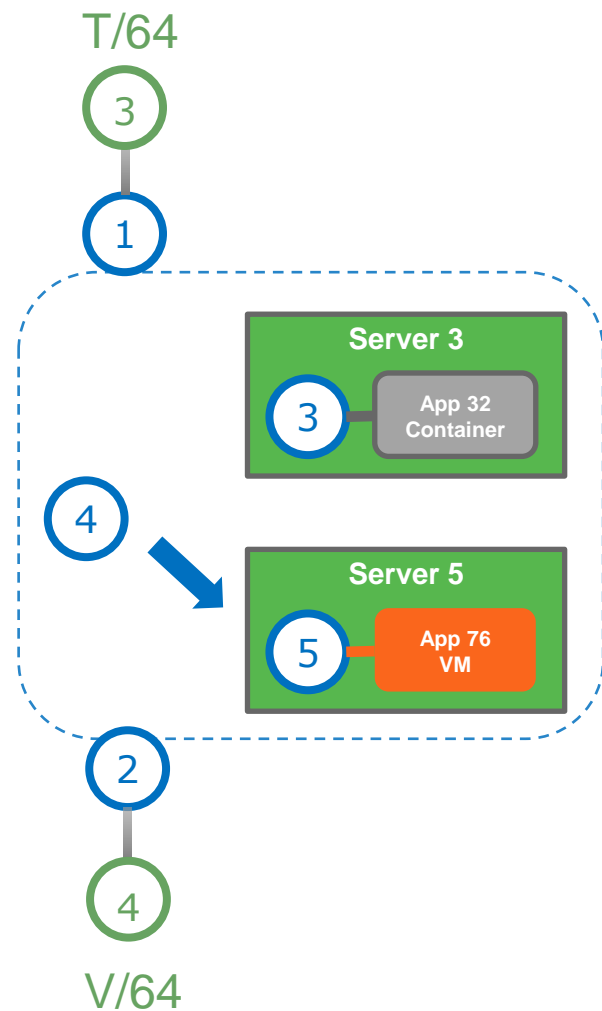 T/64
3
1
Server 3
3
App 32
Container
4
Server 5
5
App 76
VM
2
4
V/64